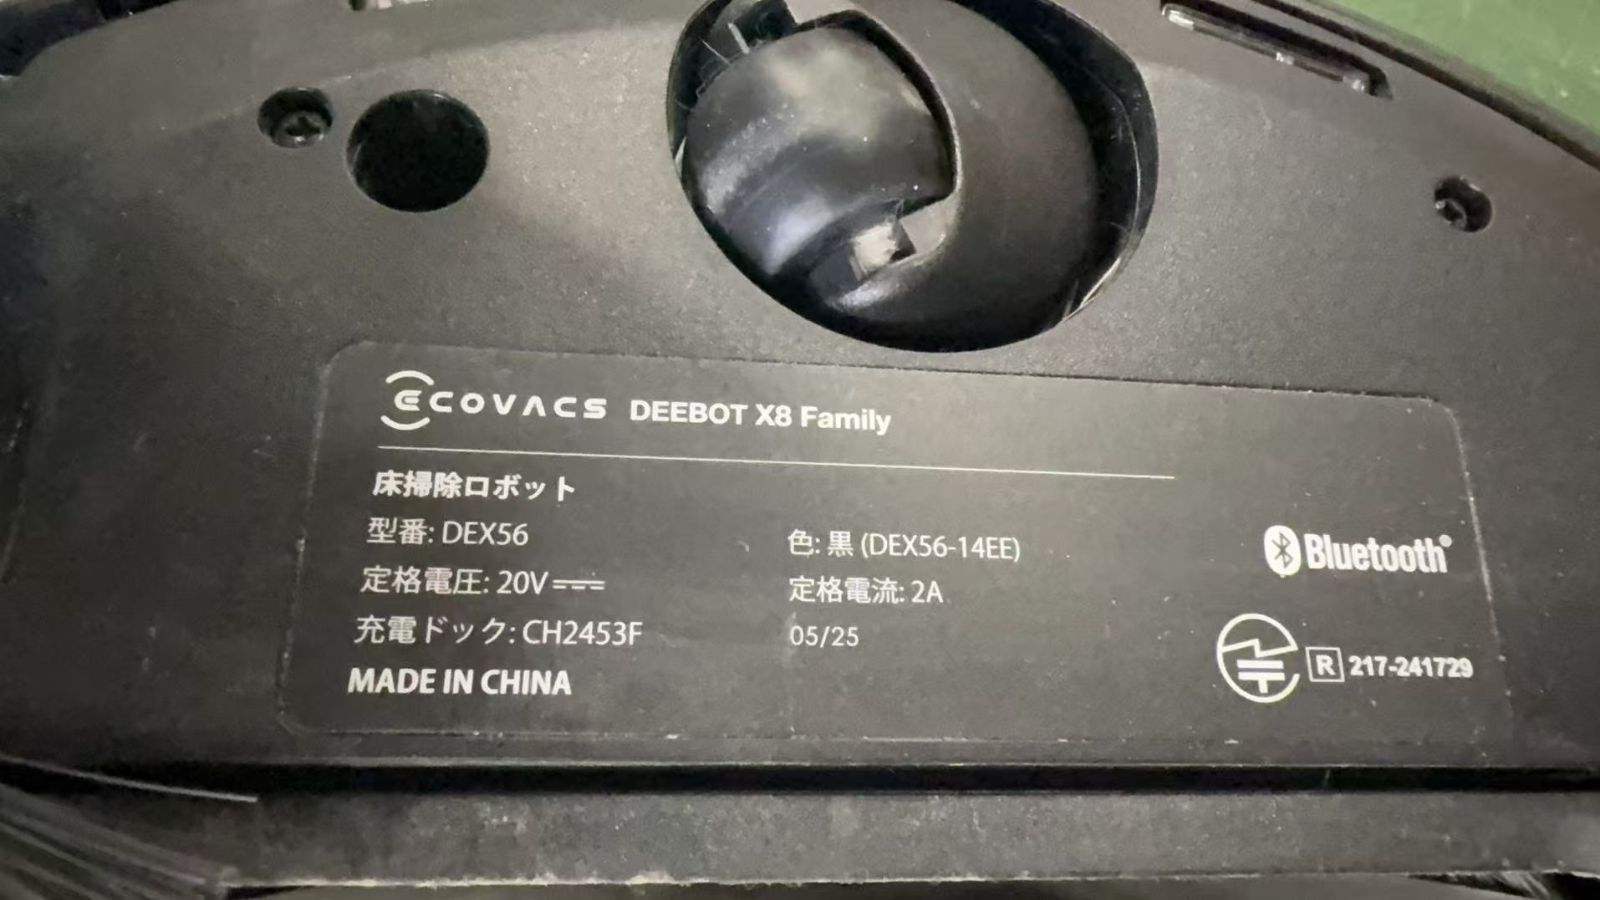 ECOVACS DEEBOT X8 Family
床掃除ロボット
型番: DEX56 色: 黒 (DEX56-14EE)
定格電圧: 20V⎓ 定格電流: 2A
充電ドック: CH2453F 05/25
MADE IN CHINA
Bluetooth®
R 217-241729